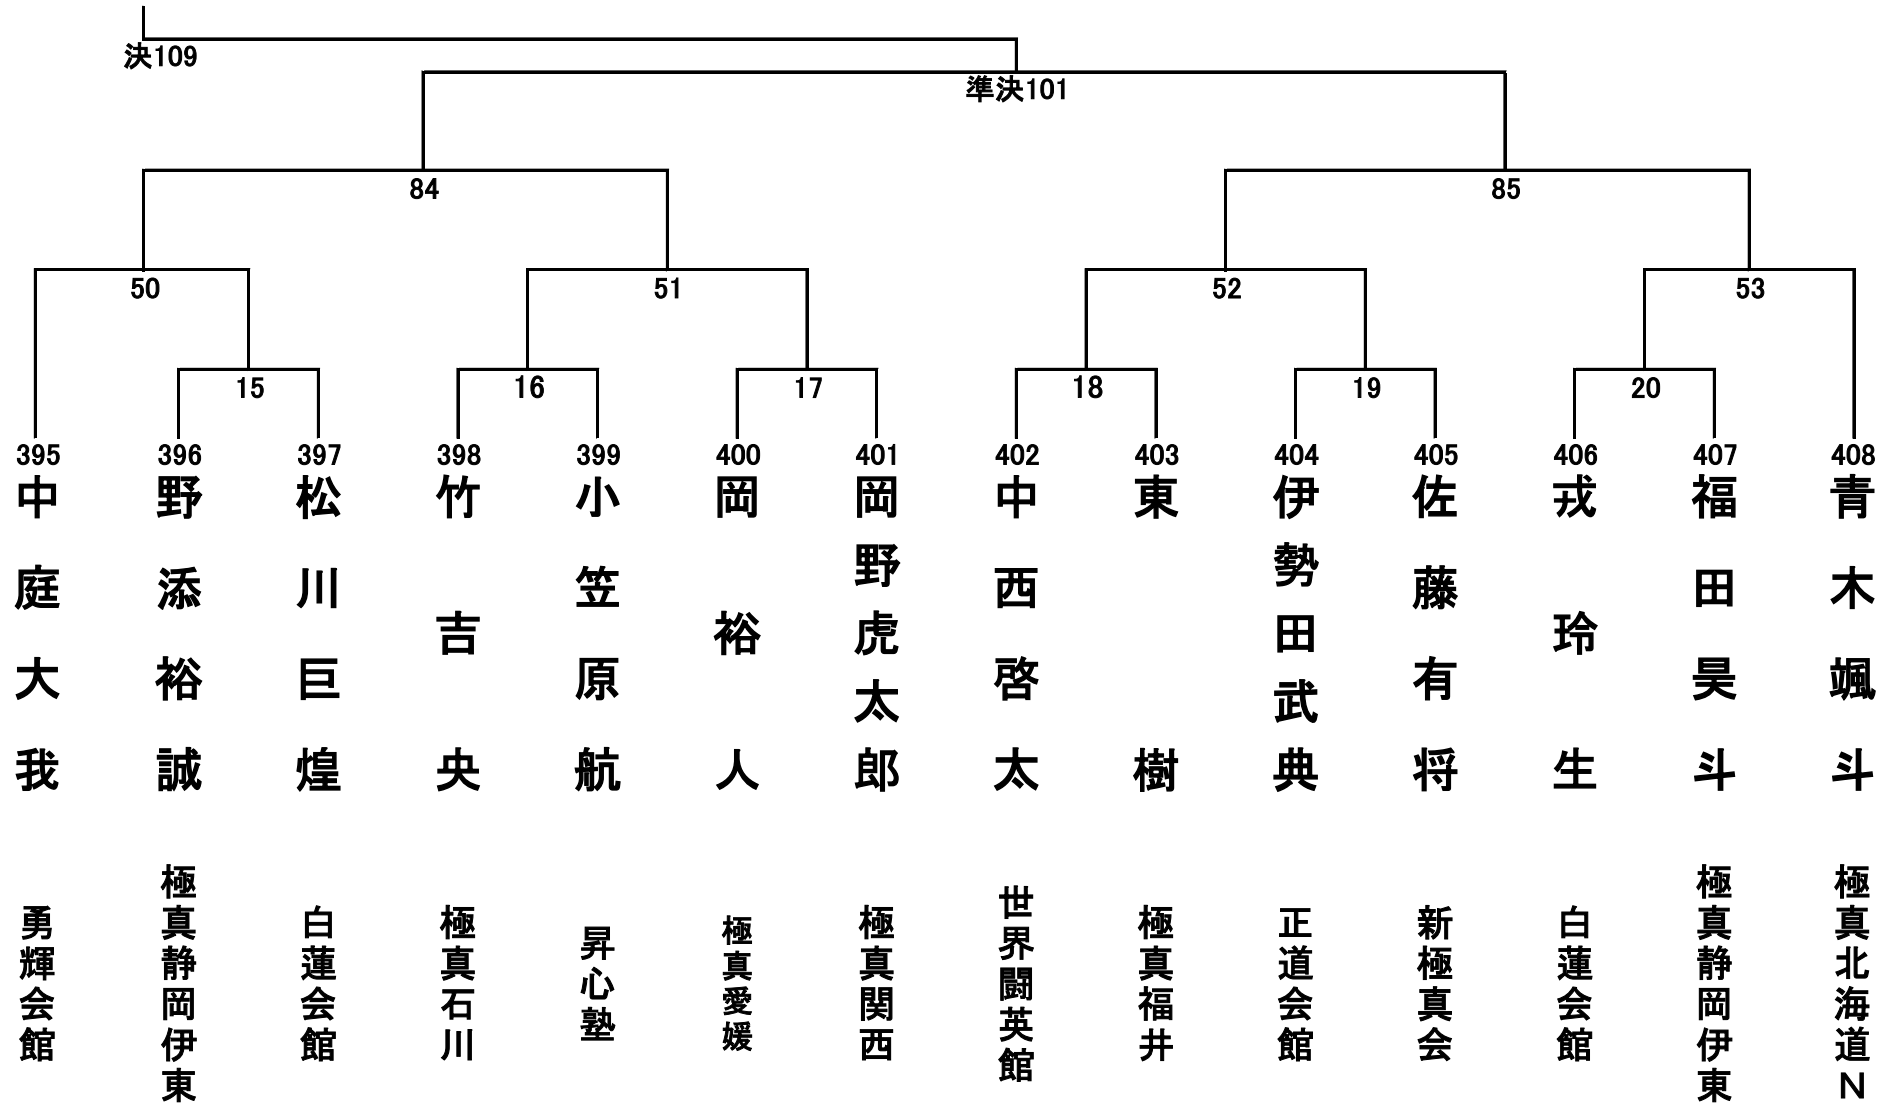 決109
準決101
84 85
50 51 52 53
15 16 17 18 19 20
395 396 397 398 399 400 401 402 403 404 405 406 407 408
中庭大我
野添裕誠
松川巨煌
竹吉央
小笠原航
岡裕人
岡野虎太郎
中西啓太
東樹
伊勢田武典
佐藤有将
戎玲生
福田昊斗
青木颯斗
勇輝会館
極真静岡伊東
白蓮会館
極真石川
昇心塾
極真愛媛
極真関西
世界闘英館
極真福井
正道会館
新極真会
白蓮会館
極真静岡伊東
極真北海道Ｎ